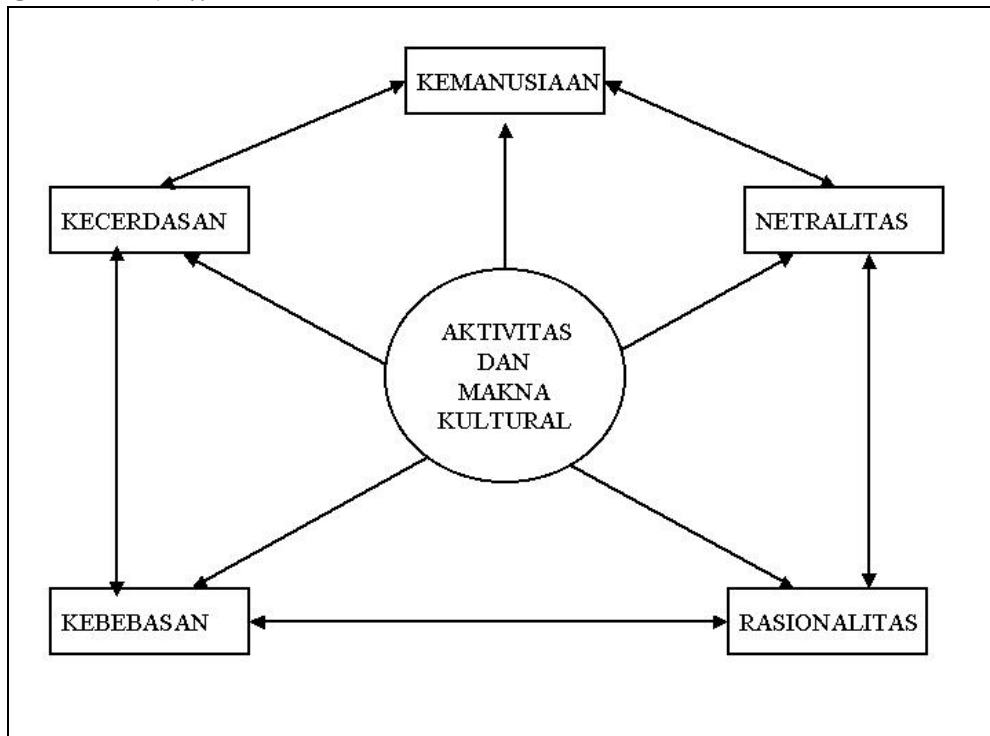 KEMANUSIAAN
KECERDASAN
NETRALITAS
AKTIVITAS
DAN
MAKNA
KULTURAL
KEBEBASAN
RASIONALITAS